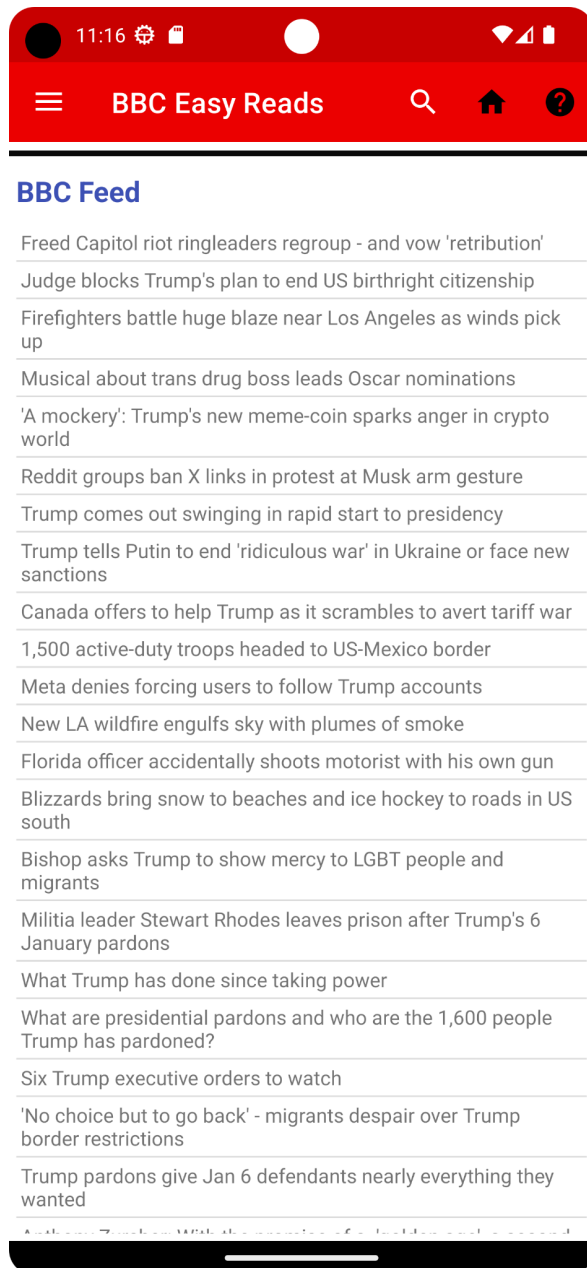 11:16
BBC Easy Reads
BBC Feed
Freed Capitol riot ringleaders regroup - and vow 'retribution'
Judge blocks Trump's plan to end US birthright citizenship
Firefighters battle huge blaze near Los Angeles as winds pick
up
Musical about trans drug boss leads Oscar nominations
'A mockery': Trump's new meme-coin sparks anger in crypto
world
Reddit groups ban X links in protest at Musk arm gesture
Trump comes out swinging in rapid start to presidency
Trump tells Putin to end 'ridiculous war' in Ukraine or face new
sanctions
Canada offers to help Trump as it scrambles to avert tariff war
1,500 active-duty troops headed to US-Mexico border
Meta denies forcing users to follow Trump accounts
New LA wildfire engulfs sky with plumes of smoke
Florida officer accidentally shoots motorist with his own gun
Blizzards bring snow to beaches and ice hockey to roads in US
south
Bishop asks Trump to show mercy to LGBT people and
migrants
Militia leader Stewart Rhodes leaves prison after Trump's 6
January pardons
What Trump has done since taking power
What are presidential pardons and who are the 1,600 people
Trump has pardoned?
Six Trump executive orders to watch
'No choice but to go back' - migrants despair over Trump
border restrictions
Trump pardons give Jan 6 defendants nearly everything they
wanted